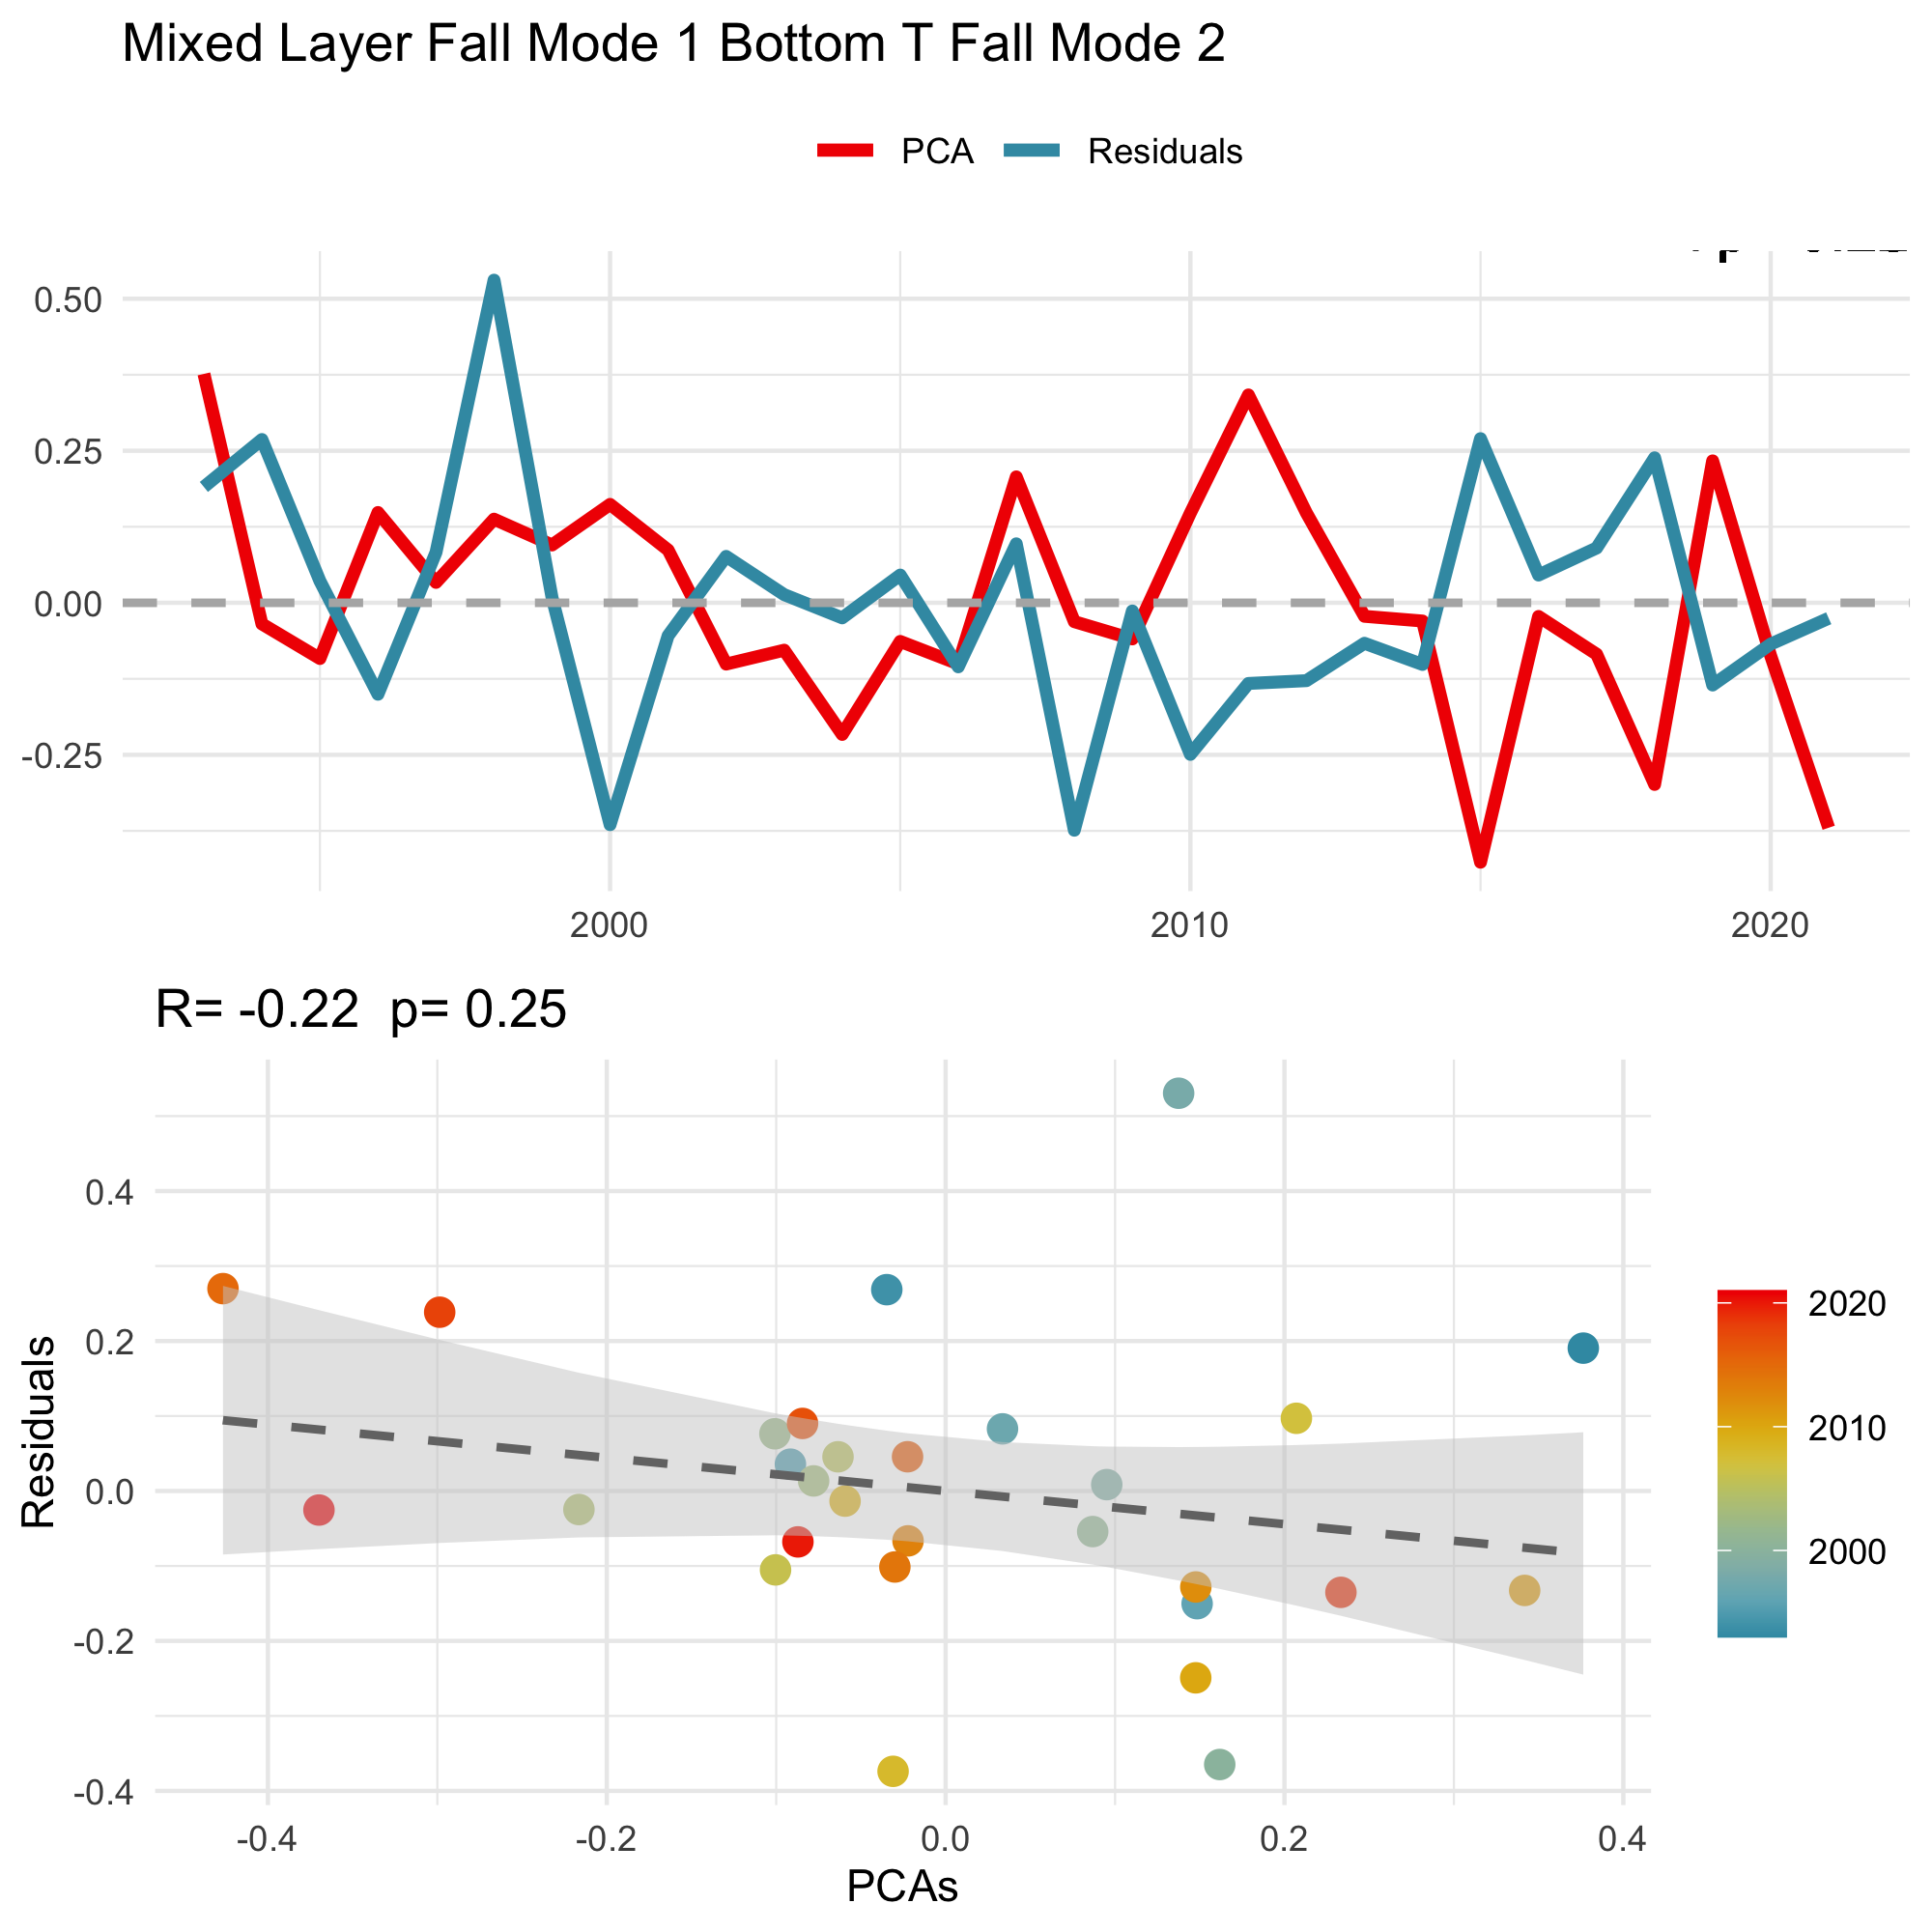 Mixed Layer Fall Mode 1 Bottom T Fall Mode 2
PCA Residuals
0.50
0.25
0.00
-0.25
2000 2010 2020
R= -0.22 p= 0.25
Residuals
0.4
0.2
0.0
-0.2
-0.4
-0.4 -0.2 0.0 0.2 0.4
PCAs
2020
2010
2000